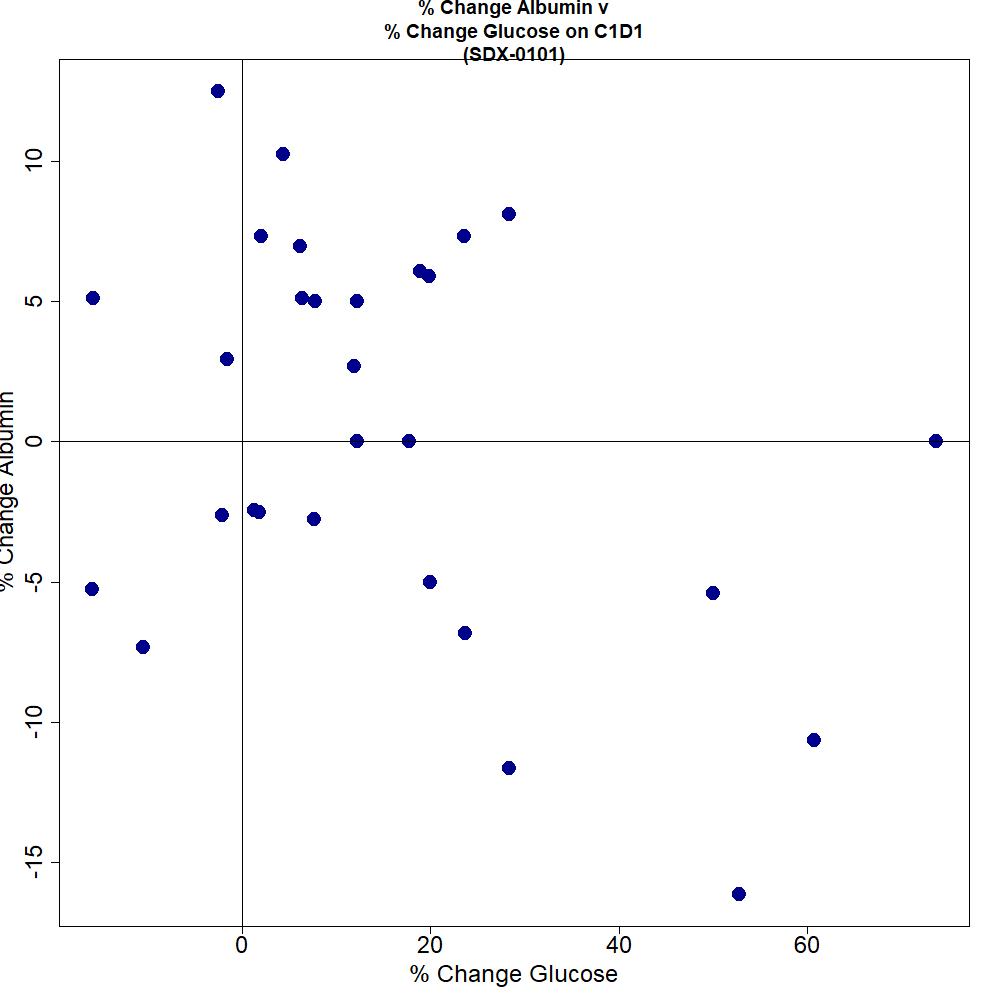 % Change Albumin v
% Change Glucose on C1D1
(SDX-0101)
% Change Albumin
10
5
0
-5
-10
-15
0
20
40
60
% Change Glucose